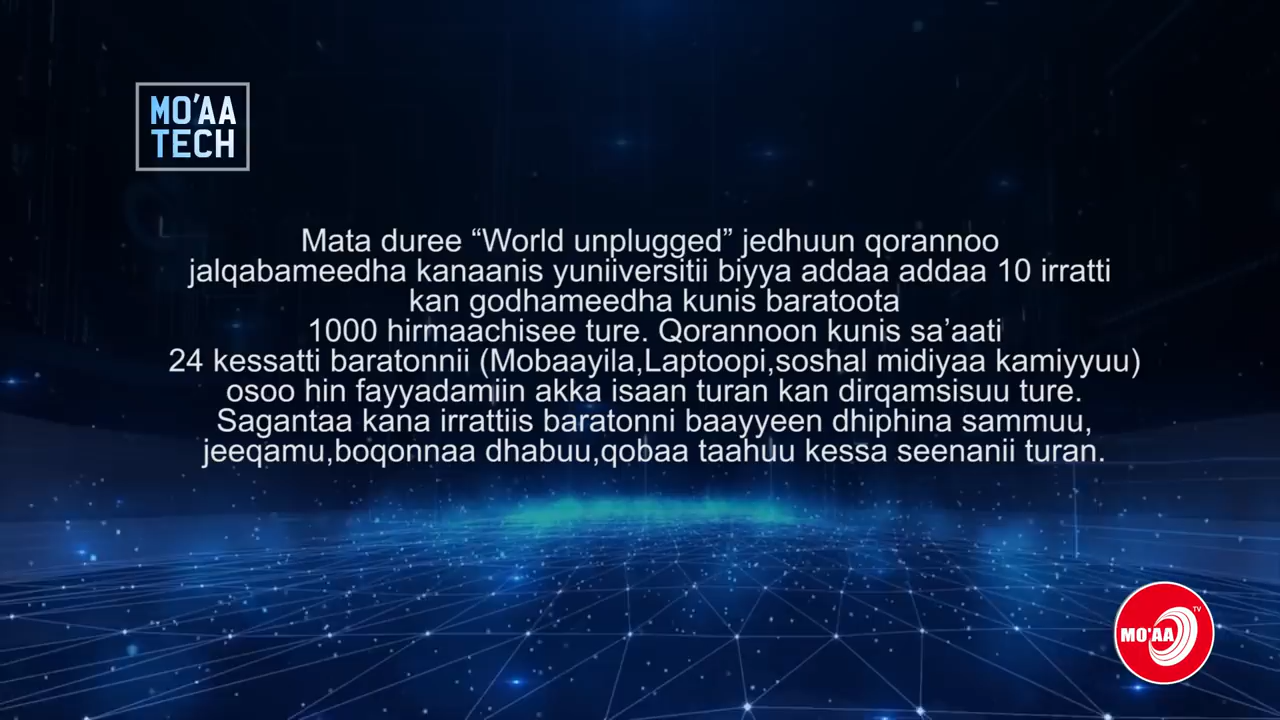 MO'AA
TECH
Mata duree “World unplugged” jedhuun qorannoo
jalqabameedha kanaanis yuniiversitii biyya addaa addaa 10 irratti
kan godhameedha kunis baratoota
1000 hirmaachisee ture. Qorannoon kunis sa’aati
24 kessatti baratonnii (Mobaayila,Laptoopi,soshal midiyaa kamiyyuu)
osoo hin fayyadamiin akka isaan turan kan dirqamsisuu ture.
Sagantaa kana irrattiis baratonni baayyeen dhiphina sammuu,
jeeqamu,boqonnaa dhabuu,qobaa taahuu kessa seenanii turan.
MO'AA TV